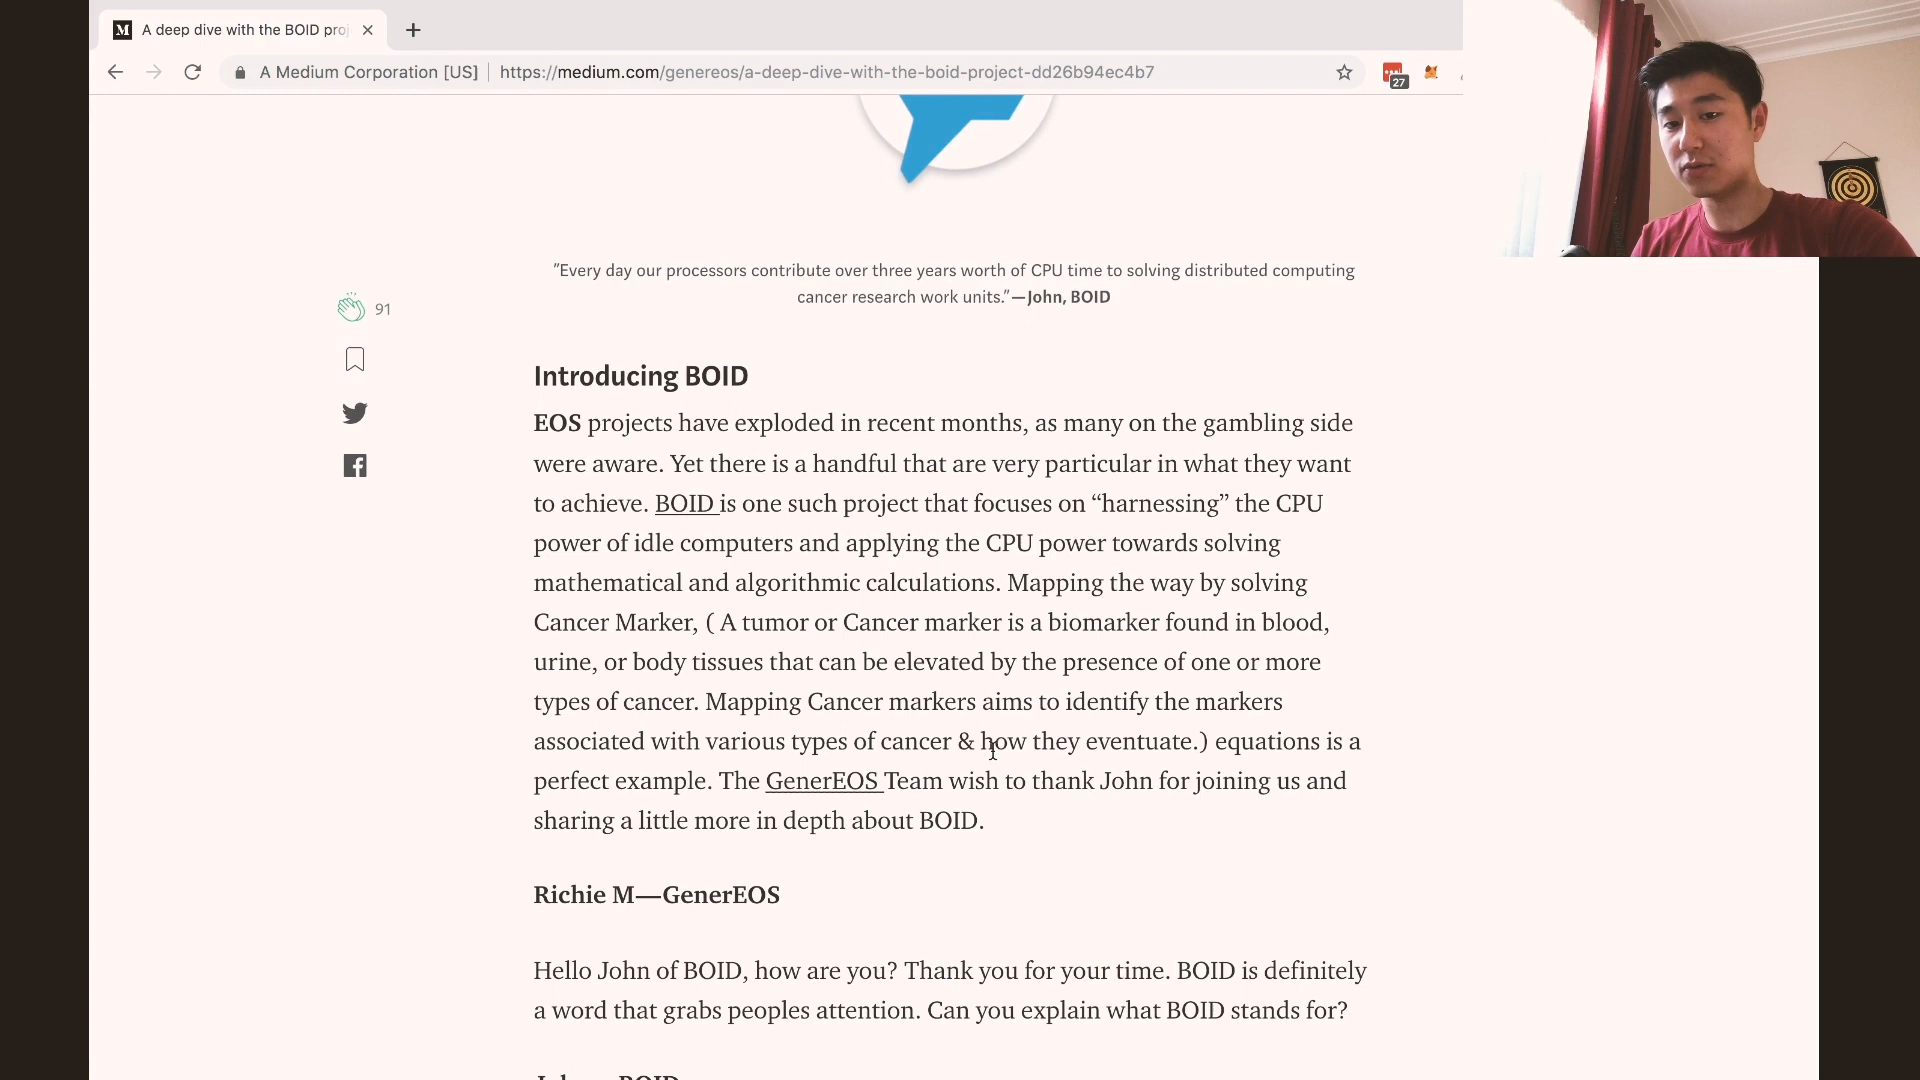 M A deep dive with the BOID proj
A Medium Corporation [US] https://medium.com/genereos/a-deep-dive-with-the-boid-project-dd26b94ec4b7
27
"Every day our processors contribute over three years worth of CPU time to solving distributed computing
cancer research work units."—John, BOID
91
Introducing BOID
EOS projects have exploded in recent months, as many on the gambling side
were aware. Yet there is a handful that are very particular in what they want
to achieve. BOID is one such project that focuses on “harnessing” the CPU
power of idle computers and applying the CPU power towards solving
mathematical and algorithmic calculations. Mapping the way by solving
Cancer Marker, ( A tumor or Cancer marker is a biomarker found in blood,
urine, or body tissues that can be elevated by the presence of one or more
types of cancer. Mapping Cancer markers aims to identify the markers
associated with various types of cancer & how they eventuate.) equations is a
perfect example. The GenerEOS Team wish to thank John for joining us and
sharing a little more in depth about BOID.
Richie M—GenerEOS
Hello John of BOID, how are you? Thank you for your time. BOID is definitely
a word that grabs peoples attention. Can you explain what BOID stands for?